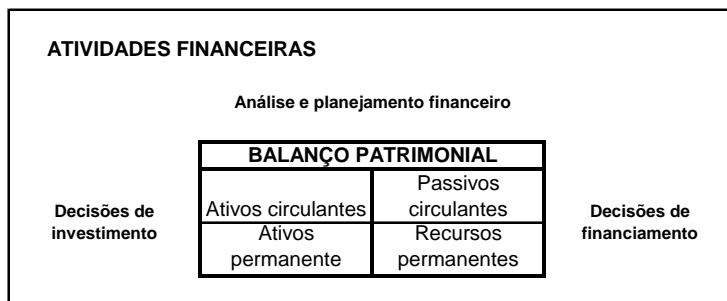 ATIVIDADES FINANCEIRAS
Análise e planejamento financeiro
BALANÇO PATRIMONIAL
Decisões de
investimento
Ativos circulantes
Passivos
circulantes
Ativos
permanente
Recursos
permanentes
Decisões de
financiamento